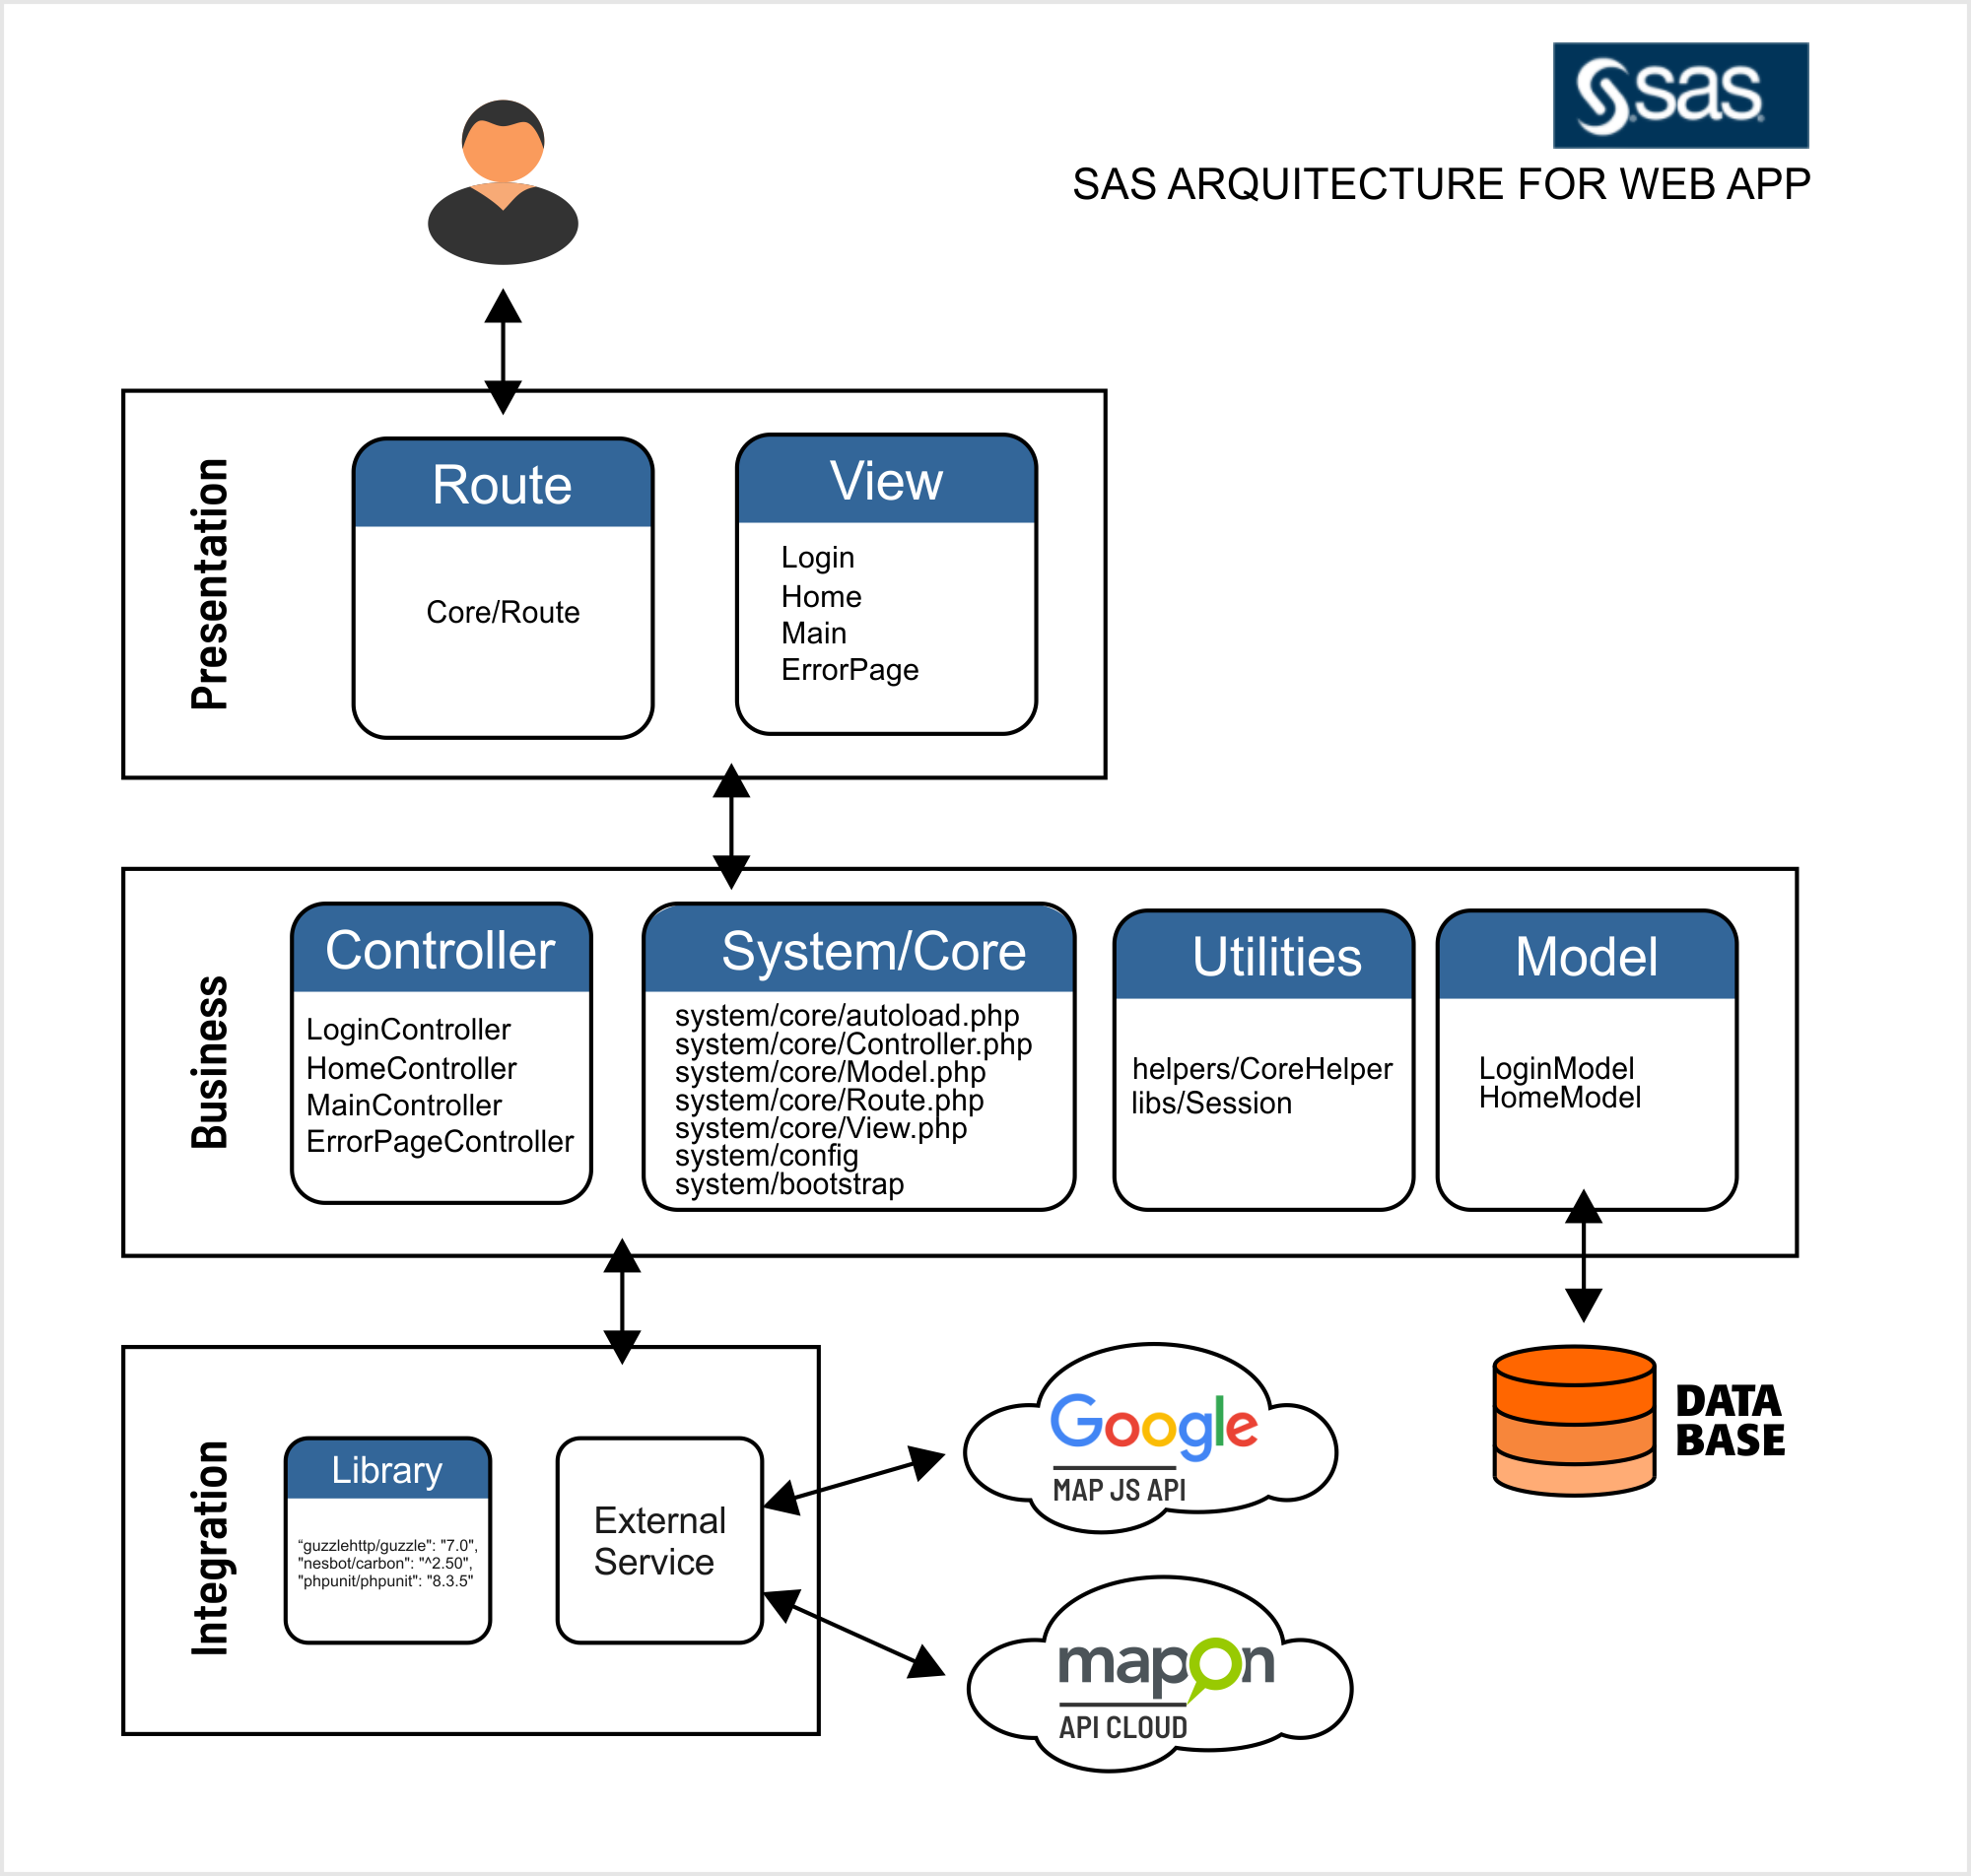 sas
SAS ARQUITECTURE FOR WEB APP
Presentation
Route
Core/Route
View
Login
Home
Main
ErrorPage
Business
Controller
LoginController
HomeController
MainController
ErrorPageController
System/Core
system/core/autoload.php
system/core/Controller.php
system/core/Model.php
system/core/Route.php
system/core/View.php
system/config
system/bootstrap
Utilities
helpers/CoreHelper
libs/Session
Model
LoginModel
HomeModel
Integration
Library
“guzzlehttp/guzzle": "7.0",
"nesbot/carbon": "^2.50",
"phpunit/phpunit": "8.3.5"
External
Service
Google
MAP JS API
mapon
API CLOUD
DATA
BASE